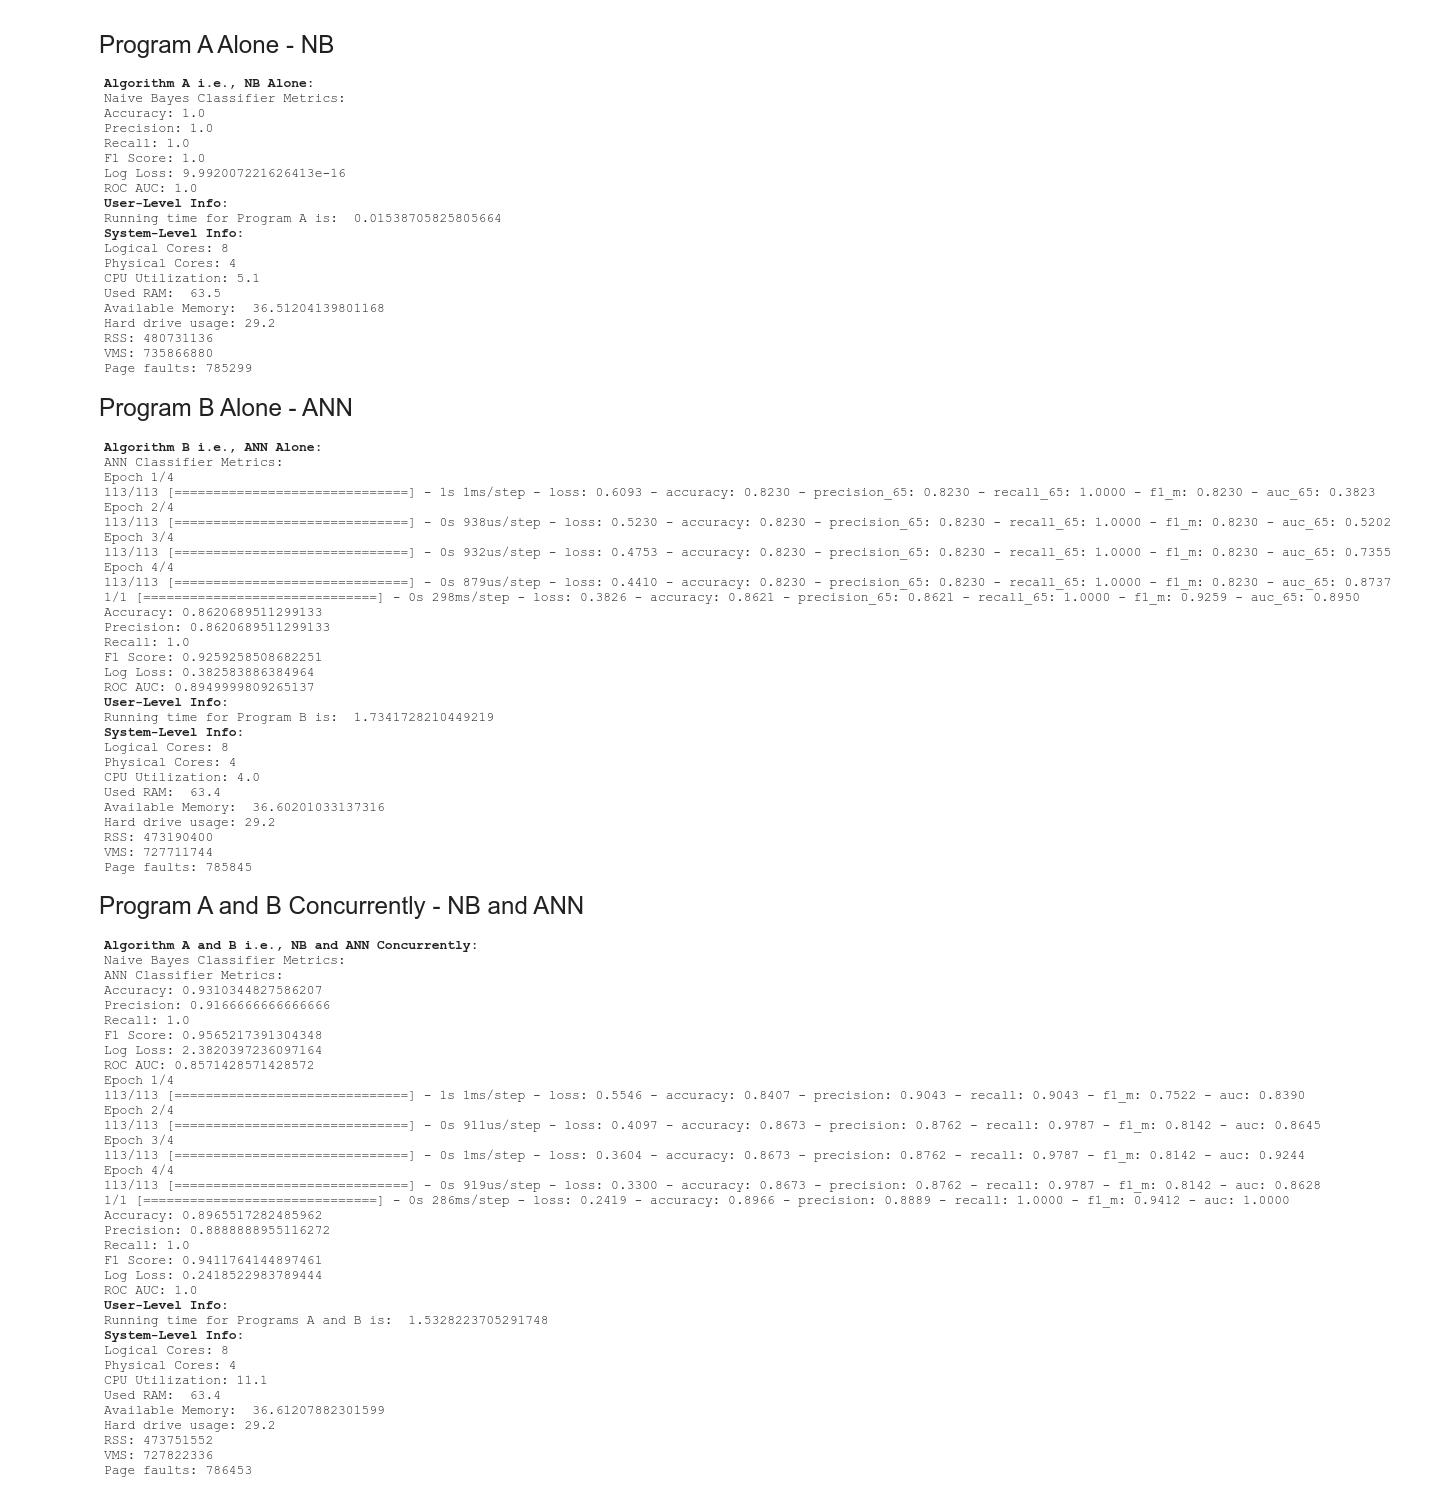 Program A Alone - NB
Algorithm A i.e., NB Alone:
Naive Bayes Classifier Metrics:
Accuracy: 1.0
Precision: 1.0
Recall: 1.0
F1 Score: 1.0
Log Loss: 9.992007221626413e-16
ROC AUC: 1.0
User-Level Info:
Running time for Program A is:  0.01538705825805664
System-Level Info:
Logical Cores: 8
Physical Cores: 4
CPU Utilization: 5.1
Used RAM:  63.5
Available Memory:  36.51204139801168
Hard drive usage: 29.2
RSS: 480731136
VMS: 735866880
Page faults: 785299
Program B Alone - ANN
Algorithm B i.e., ANN Alone:
ANN Classifier Metrics:
Epoch 1/4
113/113 [==============================] - 1s 1ms/step - loss: 0.6093 - accuracy: 0.8230 - precision_65: 0.8230 - recall_65: 1.0000 - f1_m: 0.8230 - auc_65: 0.3823
Epoch 2/4
113/113 [==============================] - 0s 938us/step - loss: 0.5230 - accuracy: 0.8230 - precision_65: 0.8230 - recall_65: 1.0000 - f1_m: 0.8230 - auc_65: 0.5202
Epoch 3/4
113/113 [==============================] - 0s 932us/step - loss: 0.4753 - accuracy: 0.8230 - precision_65: 0.8230 - recall_65: 1.0000 - f1_m: 0.8230 - auc_65: 0.7355
Epoch 4/4
113/113 [==============================] - 0s 879us/step - loss: 0.4410 - accuracy: 0.8230 - precision_65: 0.8230 - recall_65: 1.0000 - f1_m: 0.8230 - auc_65: 0.8737
1/1 [==============================] - 0s 298ms/step - loss: 0.3826 - accuracy: 0.8621 - precision_65: 0.8621 - recall_65: 1.0000 - f1_m: 0.9259 - auc_65: 0.8950
Accuracy: 0.8620689511299133
Precision: 0.8620689511299133
Recall: 1.0
F1 Score: 0.9259258508682251
Log Loss: 0.382583886384964
ROC AUC: 0.8949999809265137
User-Level Info:
Running time for Program B is:  1.7341728210449219
System-Level Info:
Logical Cores: 8
Physical Cores: 4
CPU Utilization: 4.0
Used RAM:  63.4
Available Memory:  36.60201033137316
Hard drive usage: 29.2
RSS: 473190400
VMS: 727711744
Page faults: 785845
Program A and B Concurrently - NB and ANN
Algorithm A and B i.e., NB and ANN Concurrently:
Naive Bayes Classifier Metrics:
ANN Classifier Metrics:
Accuracy: 0.9310344827586207
Precision: 0.9166666666666666
Recall: 1.0
F1 Score: 0.9565217391304348
Log Loss: 2.3820397236097164
ROC AUC: 0.8571428571428572
Epoch 1/4
113/113 [==============================] - 1s 1ms/step - loss: 0.5546 - accuracy: 0.8407 - precision: 0.9043 - recall: 0.9043 - f1_m: 0.7522 - auc: 0.8390
Epoch 2/4
113/113 [==============================] - 0s 911us/step - loss: 0.4097 - accuracy: 0.8673 - precision: 0.8762 - recall: 0.9787 - f1_m: 0.8142 - auc: 0.8645
Epoch 3/4
113/113 [==============================] - 0s 1ms/step - loss: 0.3604 - accuracy: 0.8673 - precision: 0.8762 - recall: 0.9787 - f1_m: 0.8142 - auc: 0.9244
Epoch 4/4
113/113 [==============================] - 0s 919us/step - loss: 0.3300 - accuracy: 0.8673 - precision: 0.8762 - recall: 0.9787 - f1_m: 0.8142 - auc: 0.8628
1/1 [==============================] - 0s 286ms/step - loss: 0.2419 - accuracy: 0.8966 - precision: 0.8889 - recall: 1.0000 - f1_m: 0.9412 - auc: 1.0000
Accuracy: 0.8965517282485962
Precision: 0.8888888955116272
Recall: 1.0
F1 Score: 0.9411764144897461
Log Loss: 0.2418522983789444
ROC AUC: 1.0
User-Level Info:
Running time for Programs A and B is:  1.5328223705291748
System-Level Info:
Logical Cores: 8
Physical Cores: 4
CPU Utilization: 11.1
Used RAM:  63.4
Available Memory:  36.61207882301599
Hard drive usage: 29.2
RSS: 473751552
VMS: 727822336
Page faults: 786453